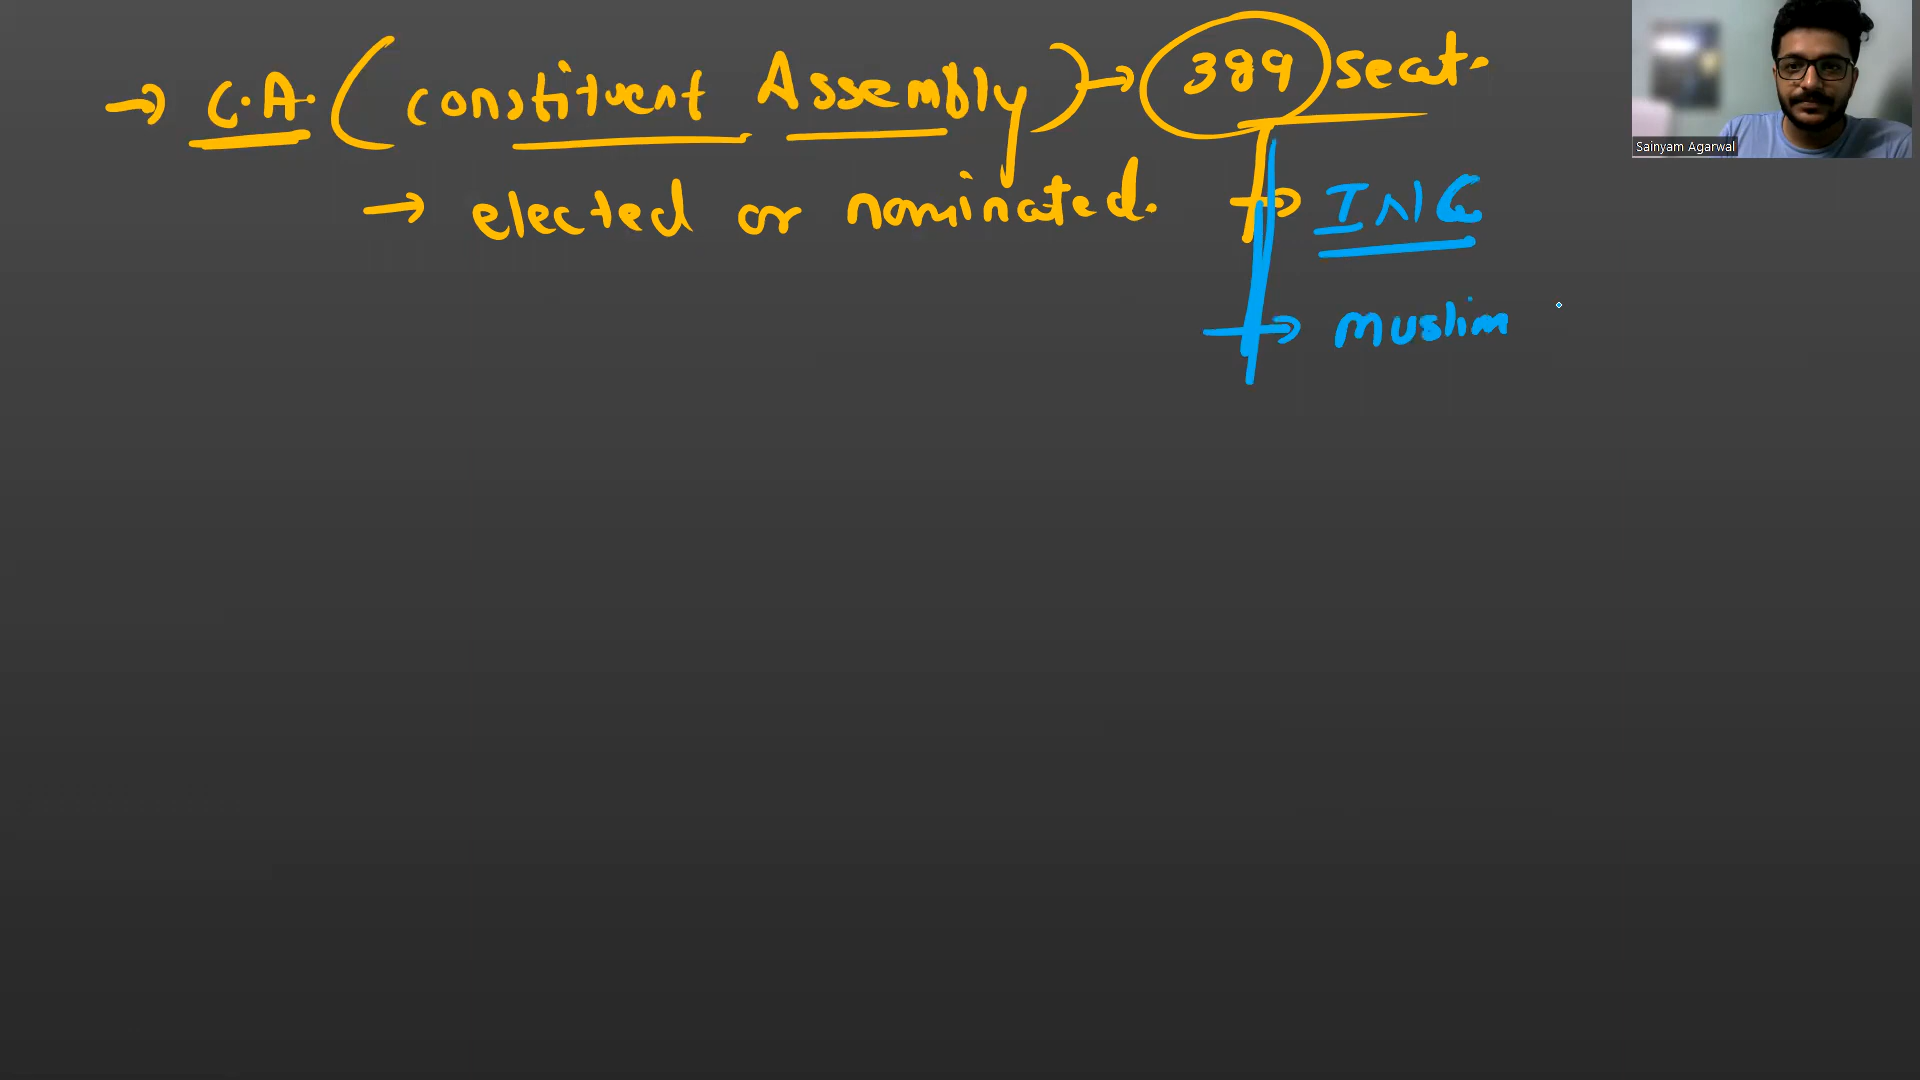 → C.A. (constituent Assembly) → 389 seat.
→ elected or nominated.
→ INC
→ muslim
Sainyam Agarwal